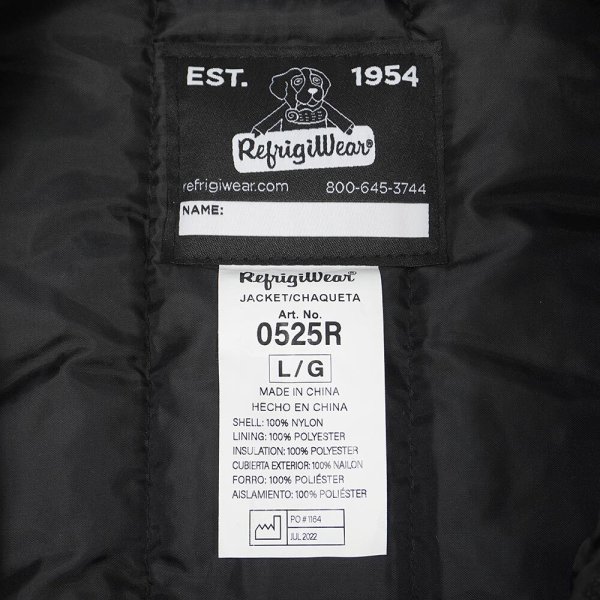 EST. 1954
RefrigiWear®
refrigiwear.com 800-645-3744
NAME:
RefrigiWear®
JACKET/CHAQUETA
Art. No.
0525R
L/G
MADE IN CHINA
HECHO EN CHINA
SHELL: 100% NYLON
LINING: 100% POLYESTER
INSULATION: 100% POLYESTER
CUBIERTA EXTERIOR: 100% NAILON
FORRO: 100% POLIÉSTER
AISLAMIENTO: 100% POLIÉSTER
PO # 1164
JUL 2022